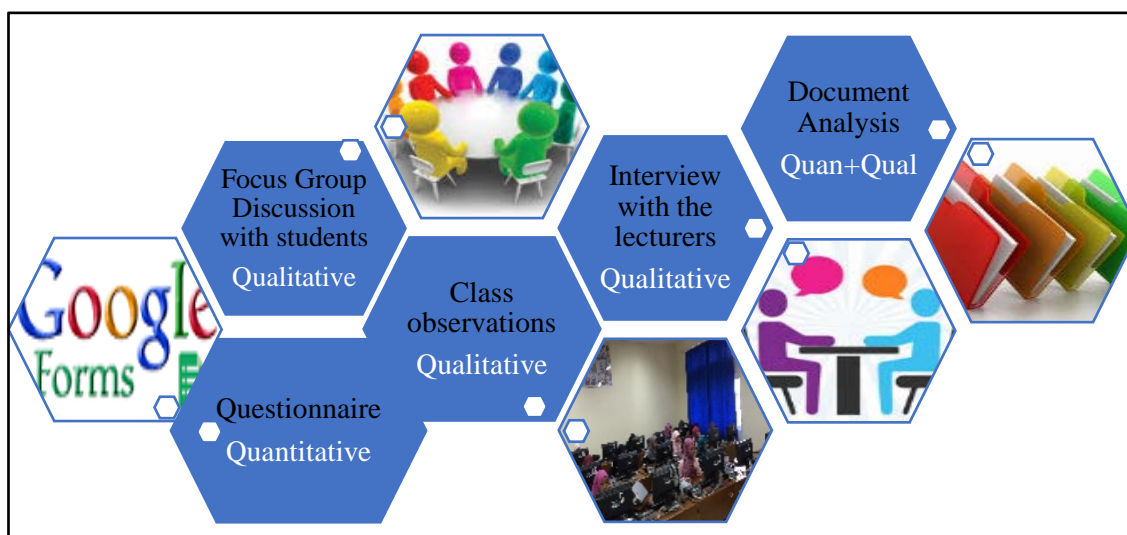 Document
Analysis
Quan+Qual
Focus Group
Discussion
with students
Qualitative
Interview
with the
lecturers
Qualitative
Google
Forms
Class
observations
Qualitative
Questionnaire
Quantitative